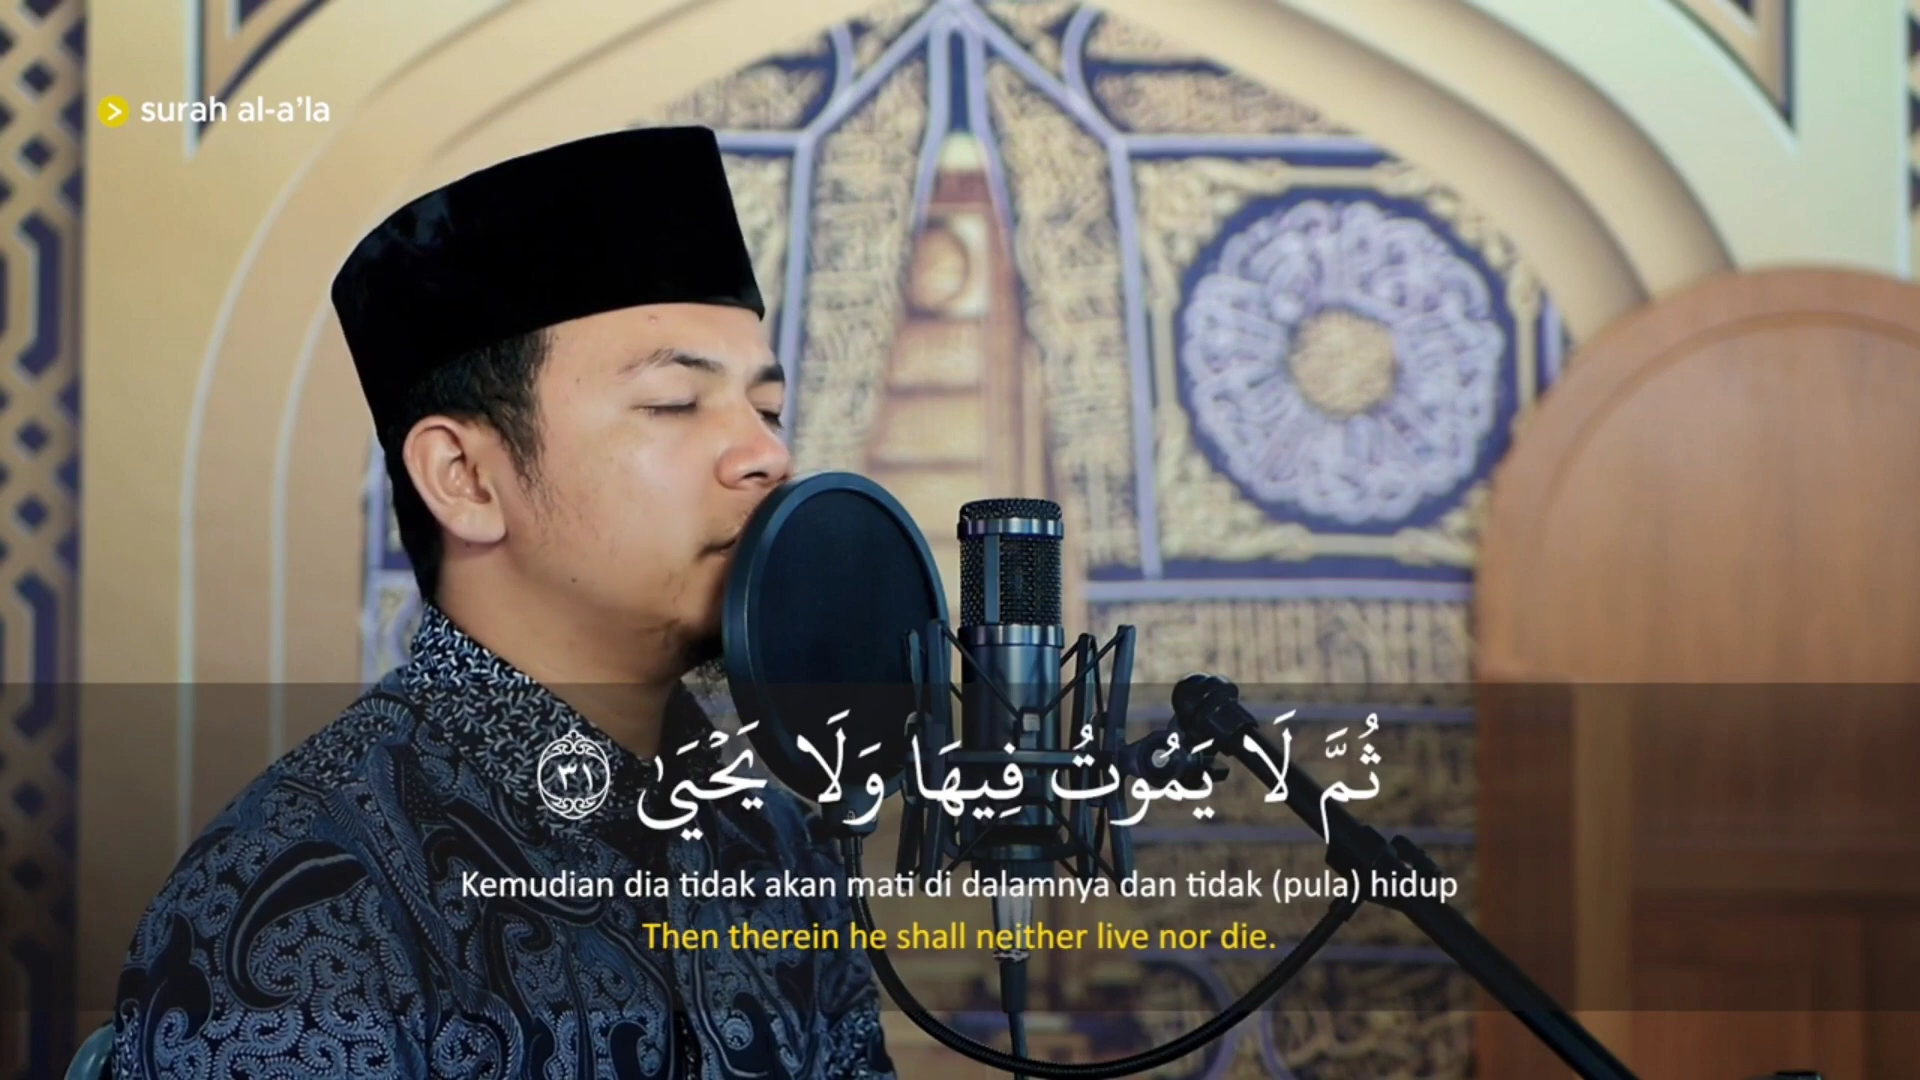 surah al-a’la
ثُمَّ لَا يَمُوتُ فِيهَا وَلَا يَحْيَىٰ ٣١
Kemudian dia tidak akan mati di dalamnya dan tidak (pula) hidup
Then therein he shall neither live nor die.